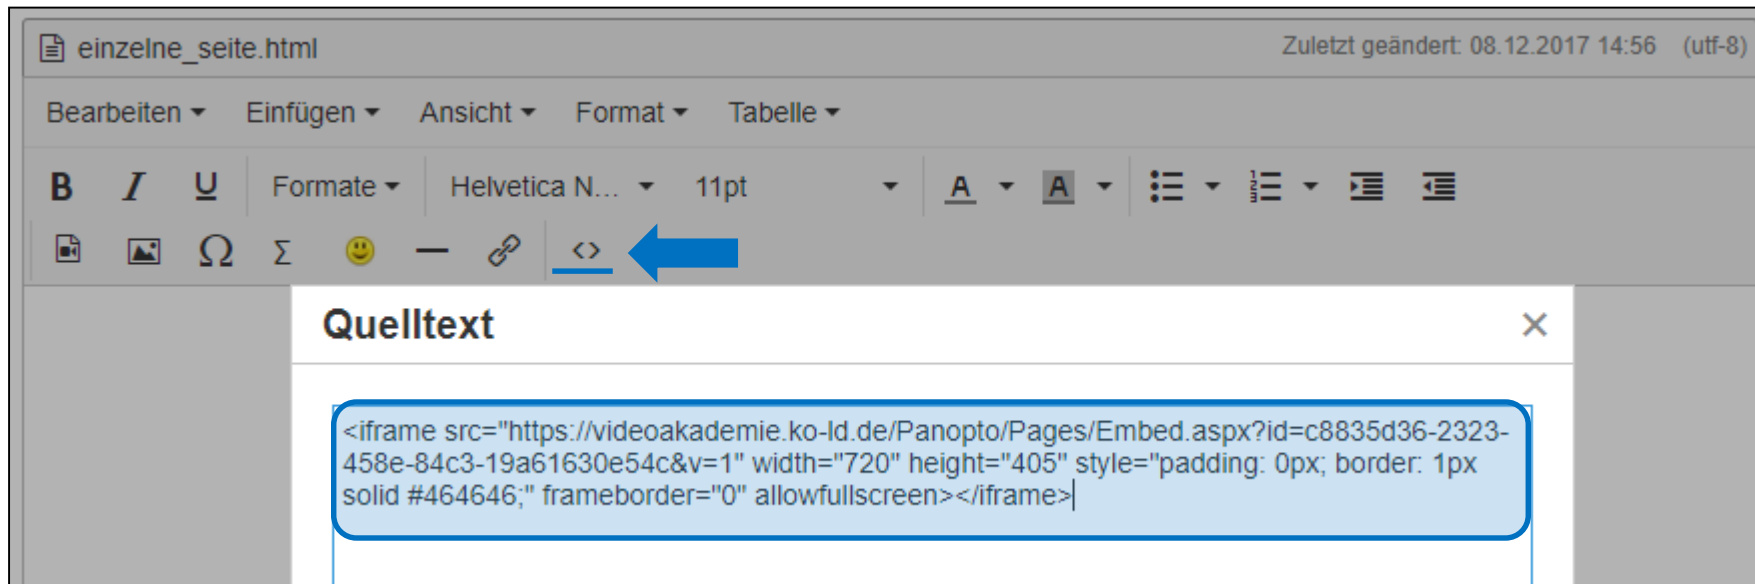 einzelne_seite.html Zuletzt geändert: 08.12.2017 14:56 (utf-8)
Bearbeiten Einfügen Ansicht Format Tabelle
B I U Formate Helvetica N... 11pt A A
Ω Σ — <>
Quelltext ×
<iframe src="https://videoakademie.ko-ld.de/Panopto/Pages/Embed.aspx?id=c8835d36-2323-
458e-84c3-19a61630e54c&v=1" width="720" height="405" style="padding: 0px; border: 1px
solid #464646;" frameborder="0" allowfullscreen></iframe>